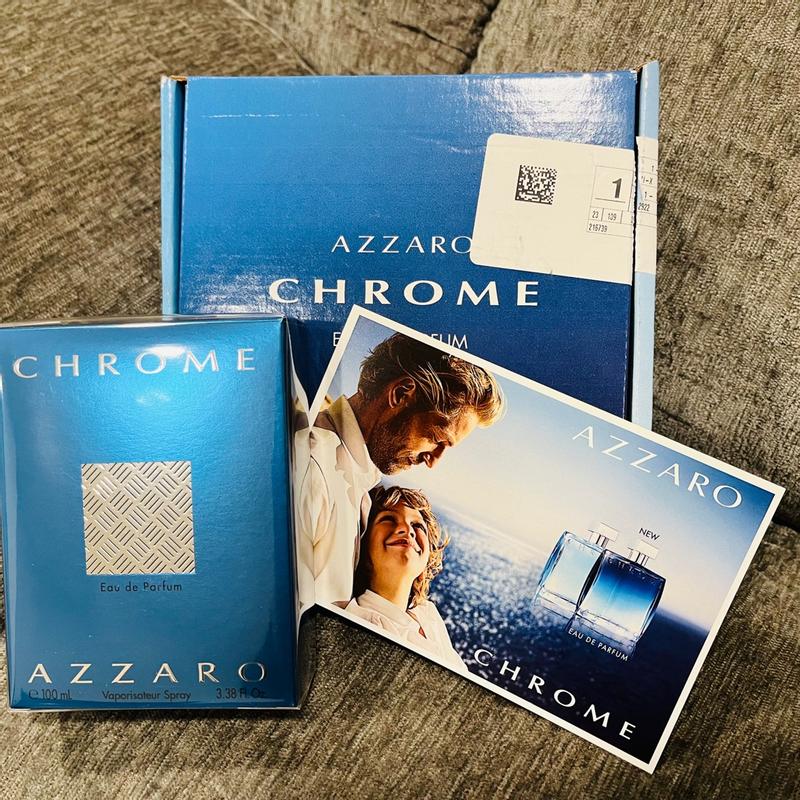 AZZARO
CHROME
1
23 139
216739
2922
CHROME
Eau de Parfum
AZZARO
℮ 100 mL Vaporisateur Spray 3.38 Fl. Oz.
AZZARO
NEW
EAU DE PARFUM
CHROME